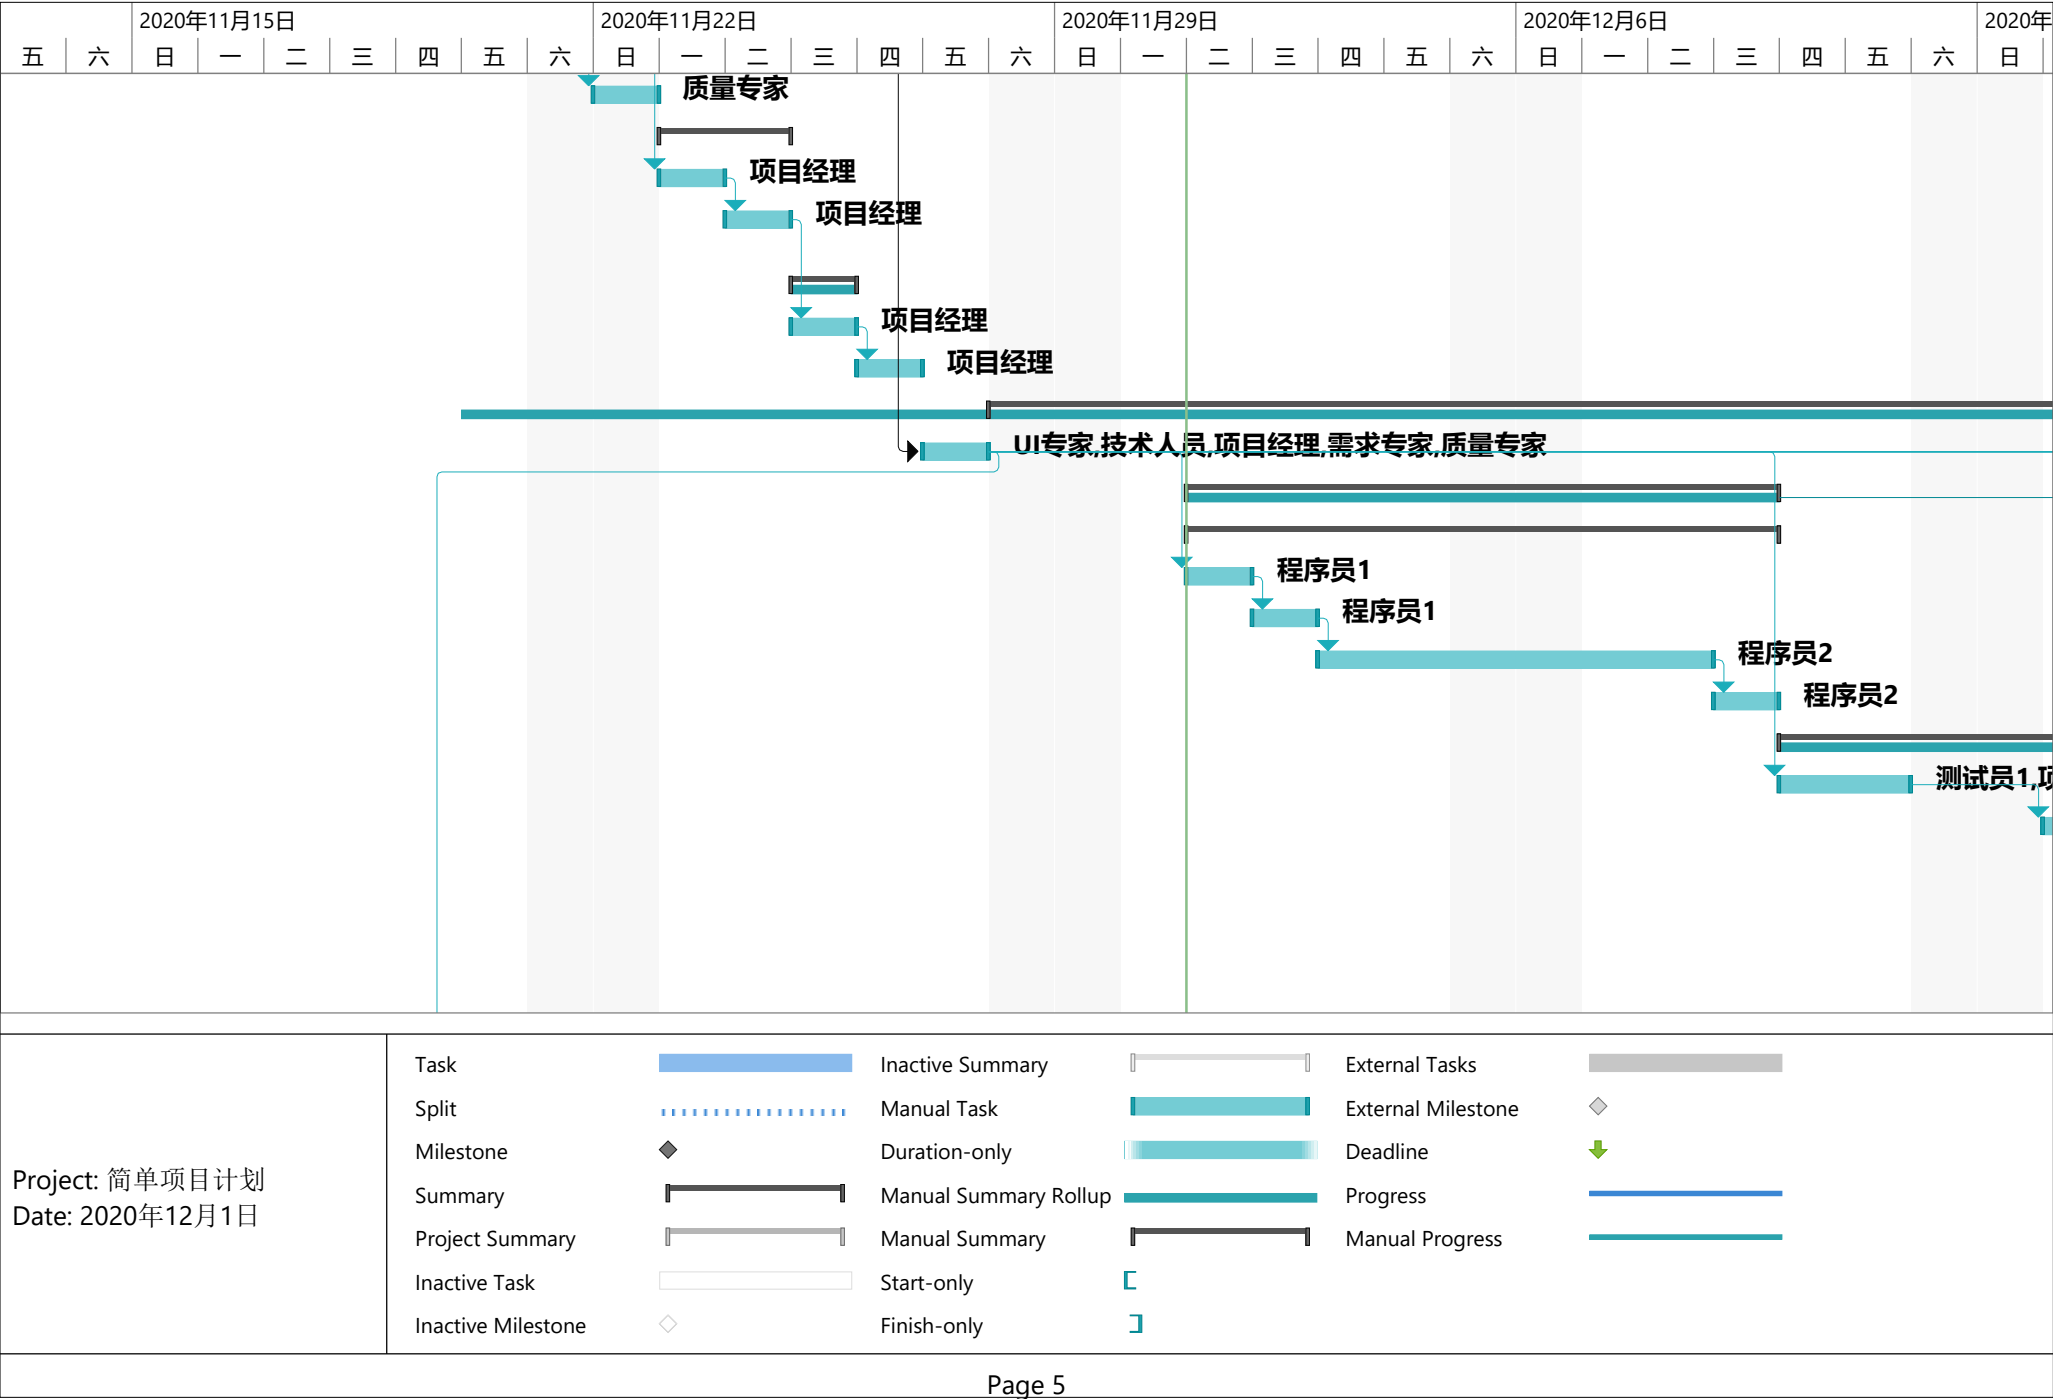 2020年11月15日 2020年11月22日 2020年11月29日 2020年12月6日 2020年
五 六 日 一 二 三 四 五 六 日 一 二 三 四 五 六 日 一 二 三 四 五 六 日 一 二 三 四 五 六 日
质量专家
项目经理
项目经理
项目经理
项目经理
UI专家,技术人员,项目经理,需求专家,质量专家
程序员1
程序员1
程序员2
程序员2
测试员1,项
Project: 简单项目计划
Date: 2020年12月1日
Task
Split
Milestone
Summary
Project Summary
Inactive Task
Inactive Milestone
Inactive Summary
Manual Task
Duration-only
Manual Summary Rollup
Manual Summary
Start-only
Finish-only
External Tasks
External Milestone
Deadline
Progress
Manual Progress
Page 5